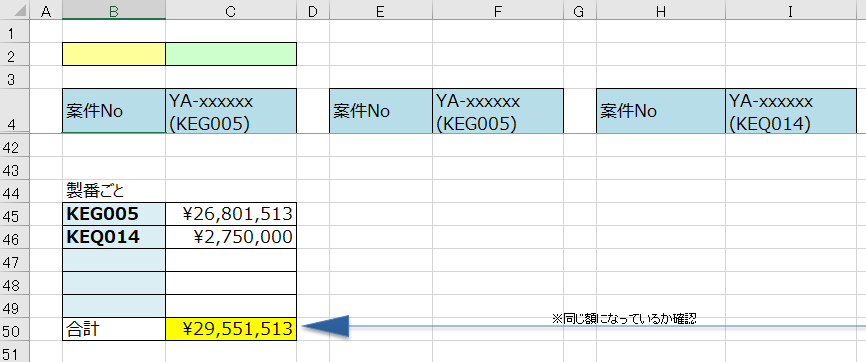 A B C D E F G H I
1
2
3
4 案件No YA-xxxxxx (KEG005) 案件No YA-xxxxxx (KEG005) 案件No YA-xxxxxx (KEQ014)
42
43
44 製番ごと
45 KEG005 ¥26,801,513
46 KEQ014 ¥2,750,000
47
48
49
50 合計 ¥29,551,513 ※同じ額になっているか確認
51